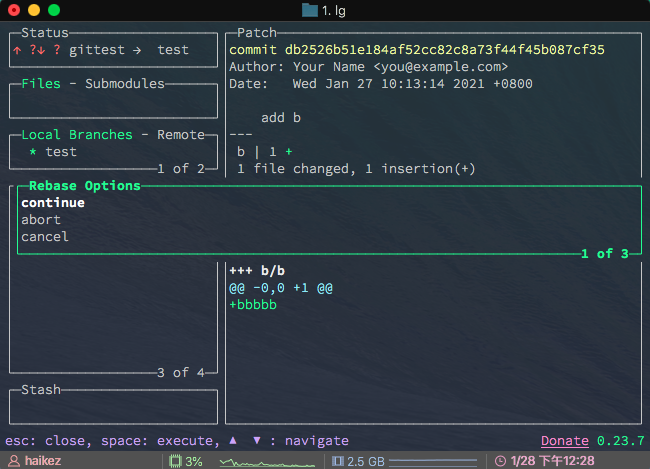 1. lg
Status
↑ ?↓ ? gittest → test
Files - Submodules
Local Branches - Remote
* test
1 of 2
Patch
commit db2526b51e184af52cc82c8a73f44f45b087cf35
Author: Your Name <you@example.com>
Date:   Wed Jan 27 10:13:14 2021 +0800
add b
---
b | 1 +
1 file changed, 1 insertion(+)
Rebase Options
continue
abort
cancel
1 of 3
+++ b/b
@@ -0,0 +1 @@
+bbbbb
3 of 4
Stash
esc: close, space: execute, ▲ ▼ : navigate
Donate 0.23.7
haikez
3%
2.5 GB
1/28 下午12:28